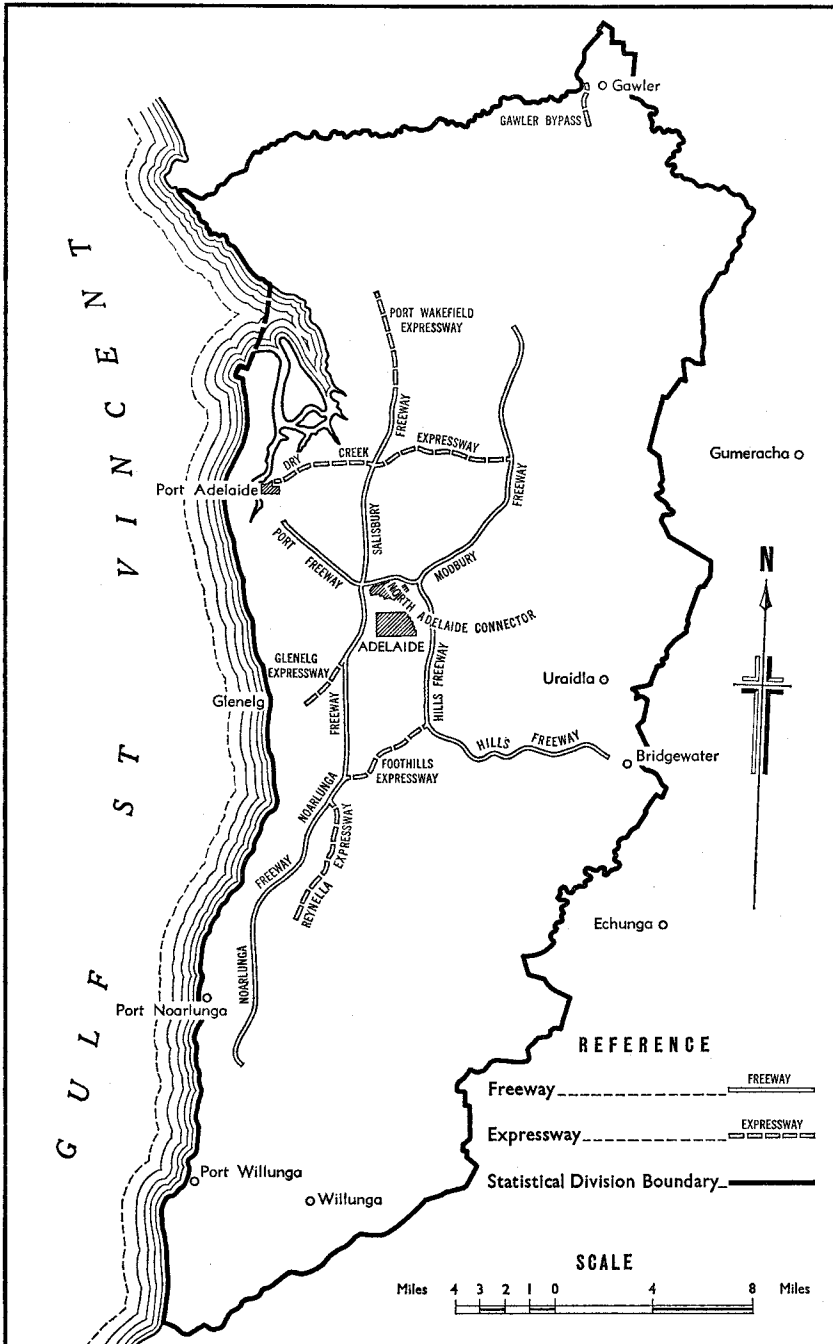 Gawler
GAWLER BYPASS
GULF ST VINCENT
PORT WAKEFIELD
EXPRESSWAY
FREEWAY
EXPRESSWAY
DRY CREEK
Gumeracha
Port Adelaide
FREEWAY
SALISBURY
PORT FREEWAY
MODBURY
N
NORTH ADELAIDE CONNECTOR
ADELAIDE
GLENELG
EXPRESSWAY
Uraidla
HILLS FREEWAY
Glenelg
FREEWAY
HILLS FREEWAY
Bridgewater
FOOTHILLS
EXPRESSWAY
NOARLUNGA
REYNELLA EXPRESSWAY
FREEWAY
Echunga
NOARLUNGA
Port Noarlunga
REFERENCE
Freeway FREEWAY
Expressway EXPRESSWAY
Statistical Division Boundary
Port Willunga
Willunga
SCALE
Miles 4 3 2 1 0 4 8 Miles